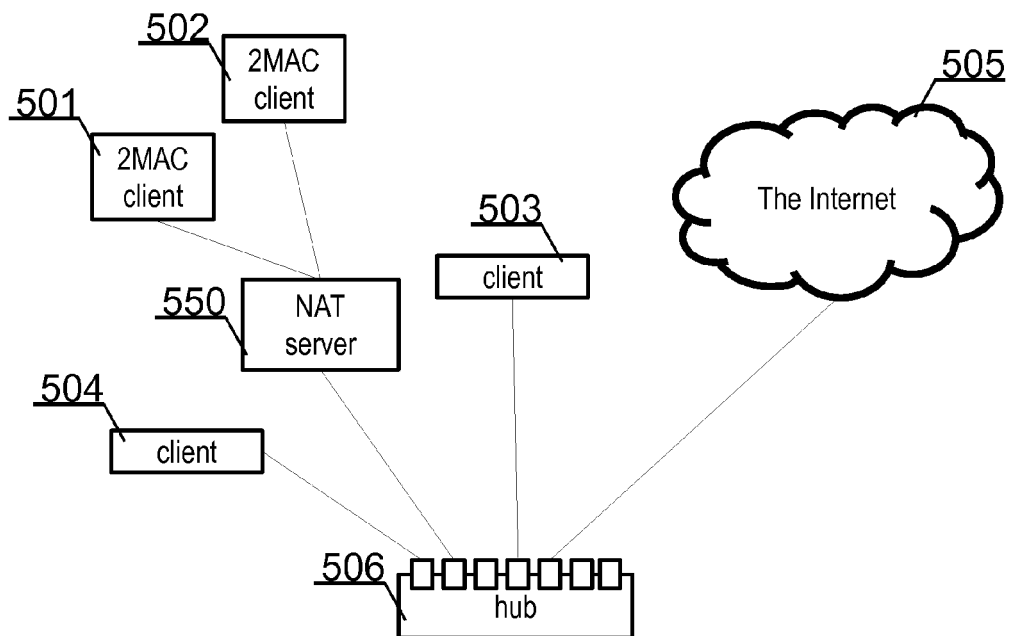 502
2MAC
client
501
2MAC
client
505
The Internet
503
client
550
NAT
server
504
client
506
hub